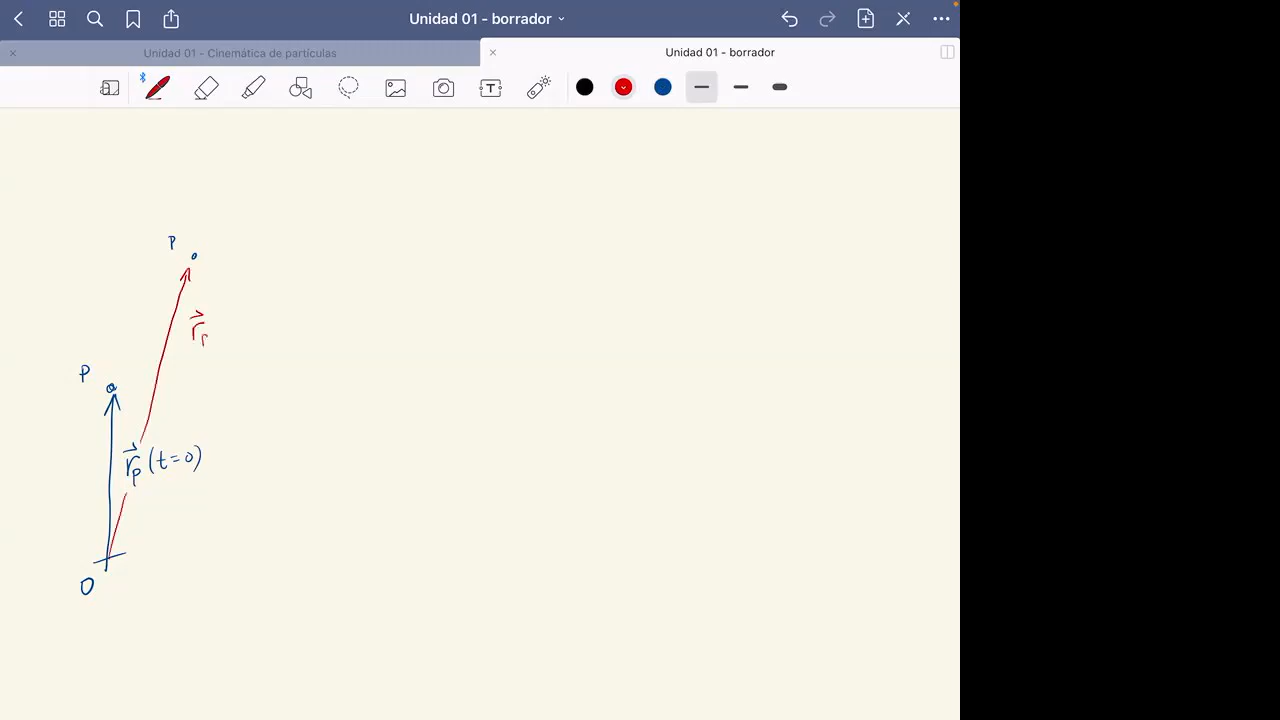 Unidad 01 - borrador
Unidad 01 - Cinemática de partículas
Unidad 01 - borrador
T
P
r⃗
P
r⃗p (t=0)
O